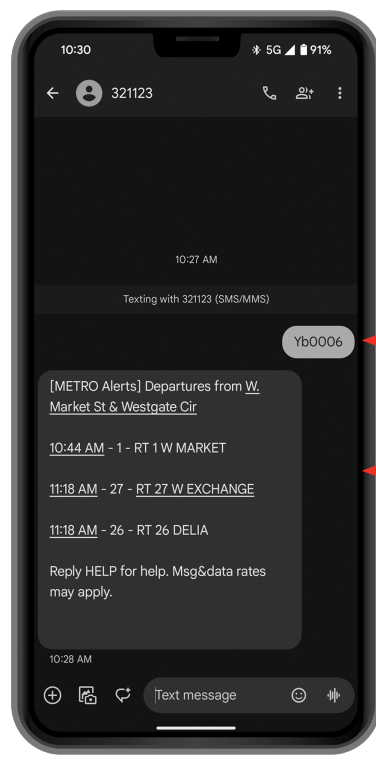 10:30 5G 91%
321123
10:27 AM
Texting with 321123 (SMS/MMS)
Yb0006
[METRO Alerts] Departures from W.
Market St & Westgate Cir
10:44 AM - 1 - RT 1 W MARKET
11:18 AM - 27 - RT 27 W EXCHANGE
11:18 AM - 26 - RT 26 DELIA
Reply HELP for help. Msg&data rates
may apply.
10:28 AM
Text message